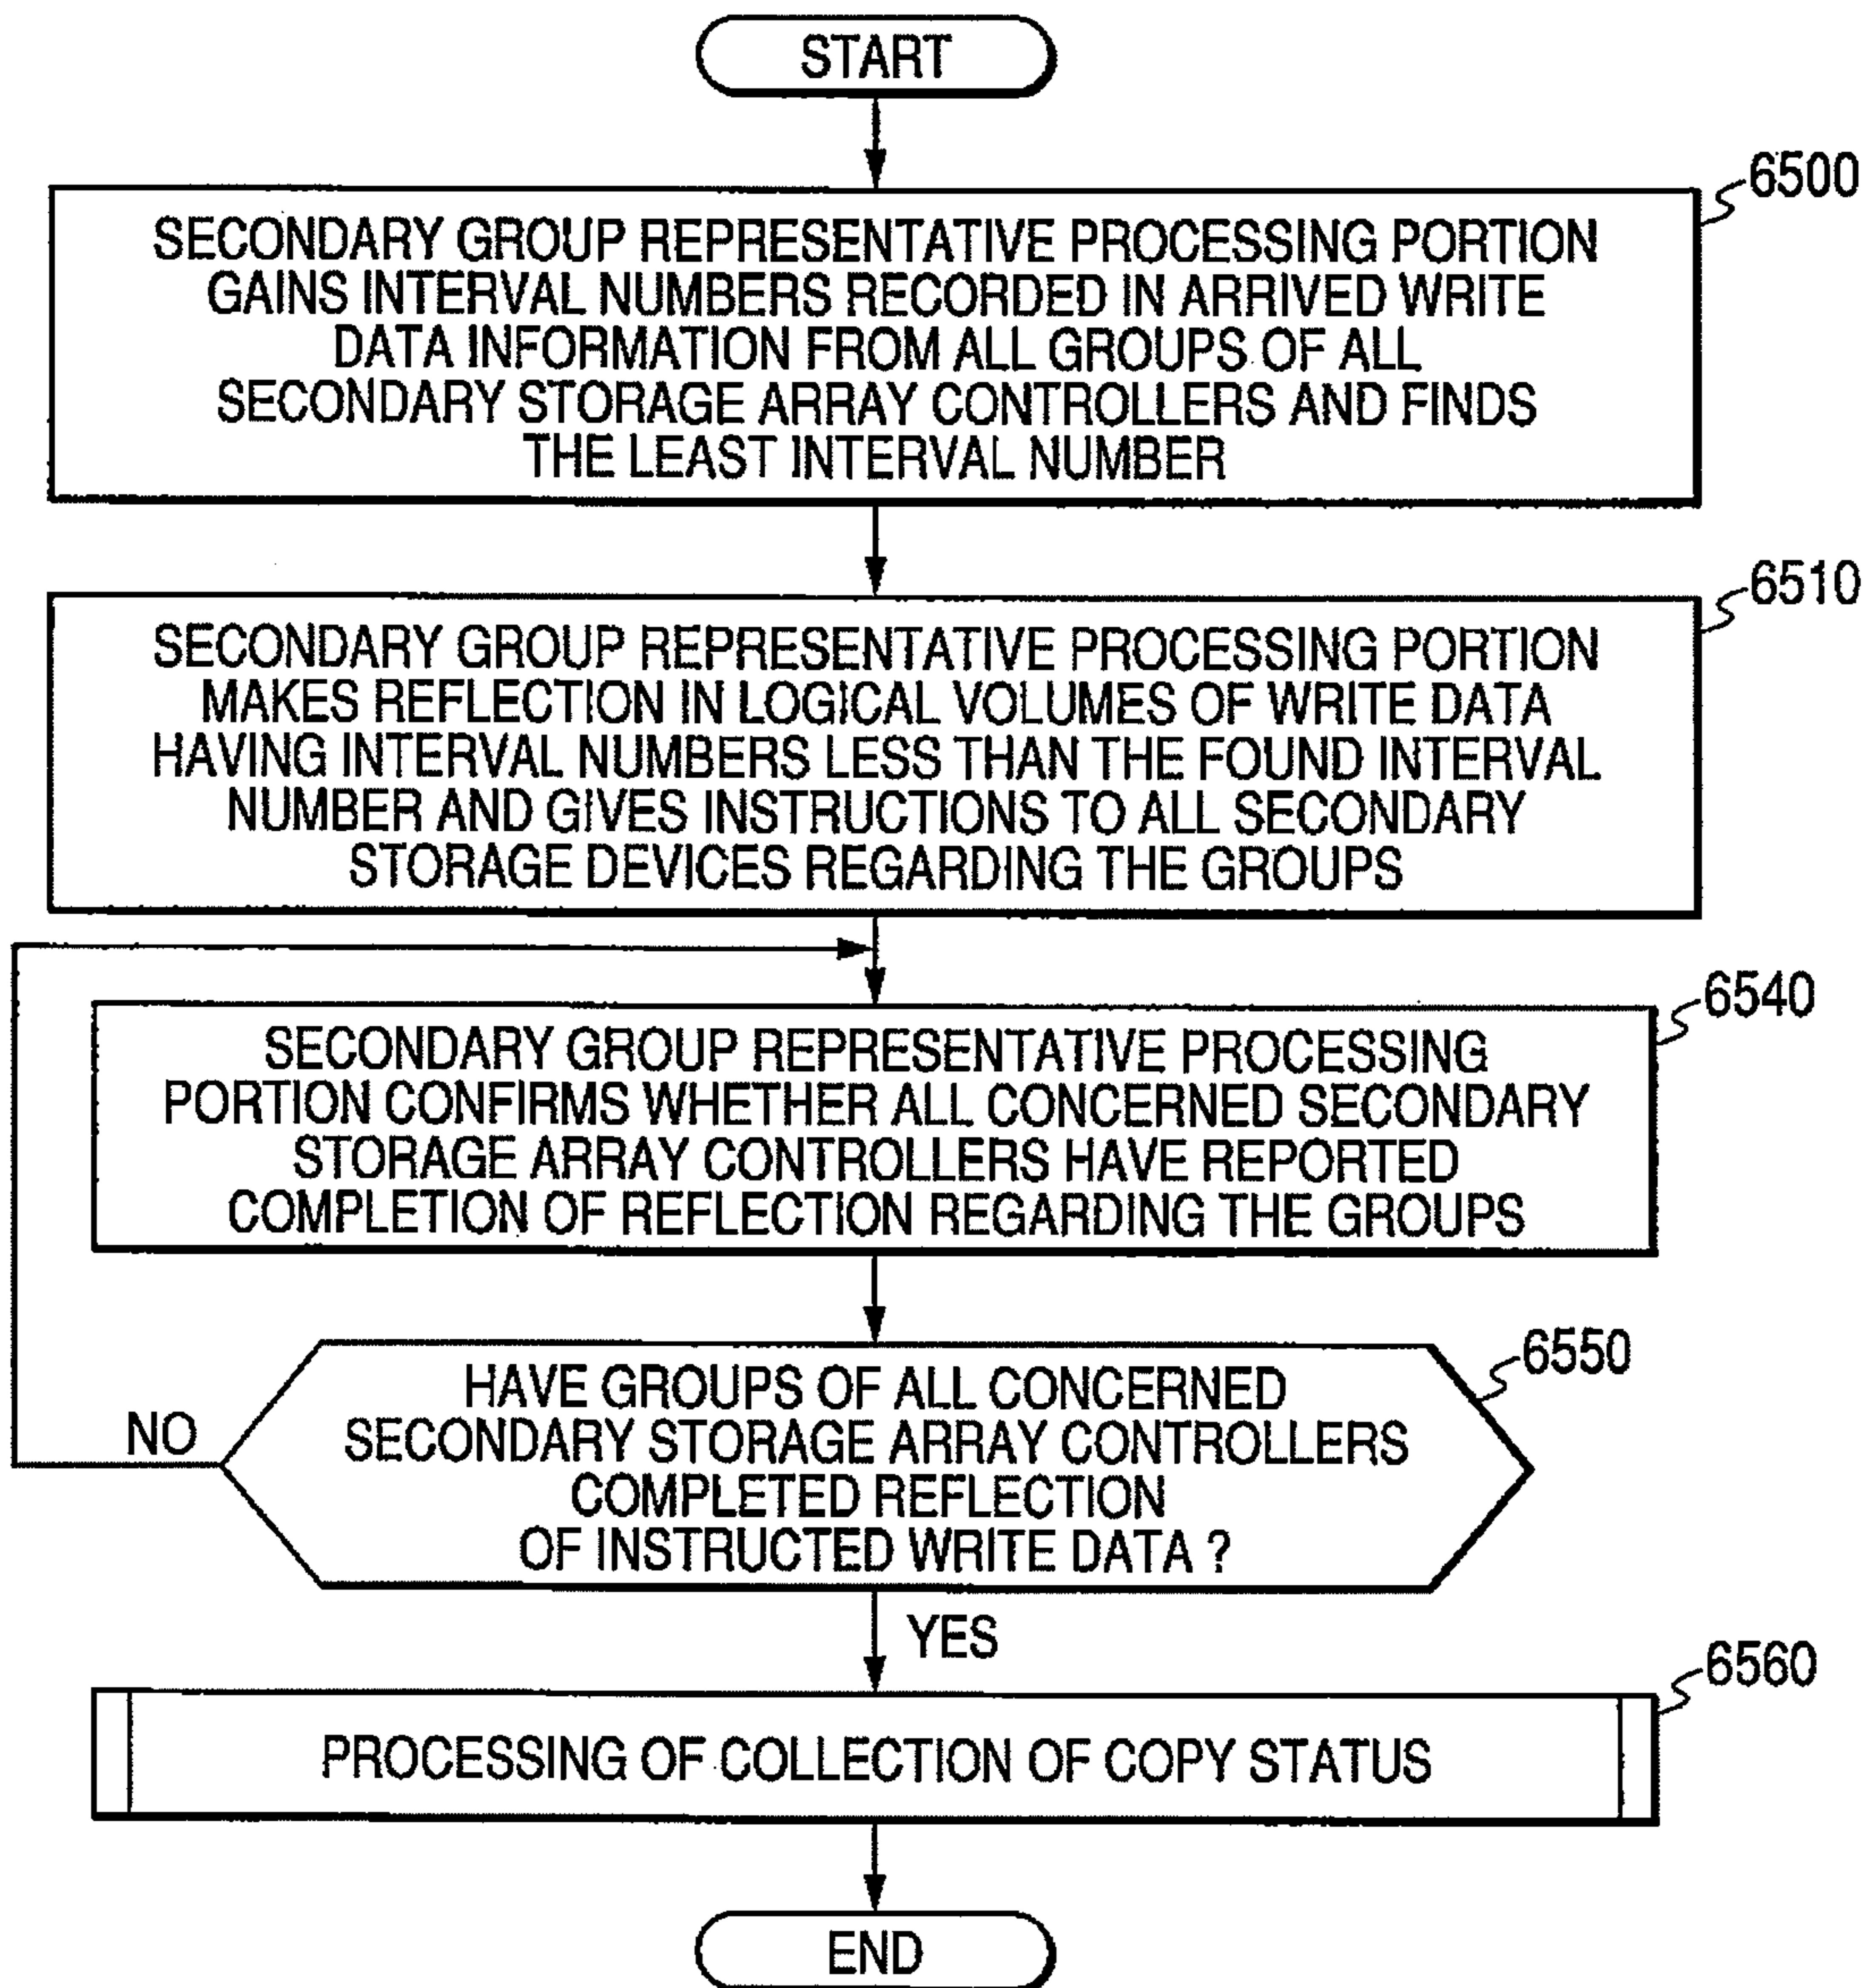 START
6500
SECONDARY GROUP REPRESENTATIVE PROCESSING PORTION
GAINS INTERVAL NUMBERS RECORDED IN ARRIVED WRITE
DATA INFORMATION FROM ALL GROUPS OF ALL
SECONDARY STORAGE ARRAY CONTROLLERS AND FINDS
THE LEAST INTERVAL NUMBER
6510
SECONDARY GROUP REPRESENTATIVE PROCESSING PORTION
MAKES REFLECTION IN LOGICAL VOLUMES OF WRITE DATA
HAVING INTERVAL NUMBERS LESS THAN THE FOUND INTERVAL
NUMBER AND GIVES INSTRUCTIONS TO ALL SECONDARY
STORAGE DEVICES REGARDING THE GROUPS
6540
SECONDARY GROUP REPRESENTATIVE PROCESSING
PORTION CONFIRMS WHETHER ALL CONCERNED SECONDARY
STORAGE ARRAY CONTROLLERS HAVE REPORTED
COMPLETION OF REFLECTION REGARDING THE GROUPS
6550
HAVE GROUPS OF ALL CONCERNED
SECONDARY STORAGE ARRAY CONTROLLERS
COMPLETED REFLECTION
OF INSTRUCTED WRITE DATA ?
NO
YES
6560
PROCESSING OF COLLECTION OF COPY STATUS
END